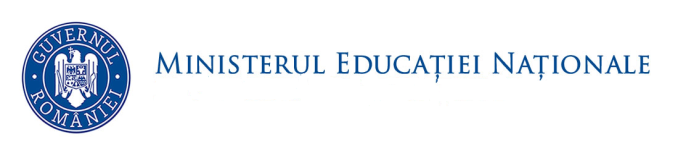 GUVERNUL
ROMÂNIEI
MINISTERUL EDUCAȚIEI NAȚIONALE